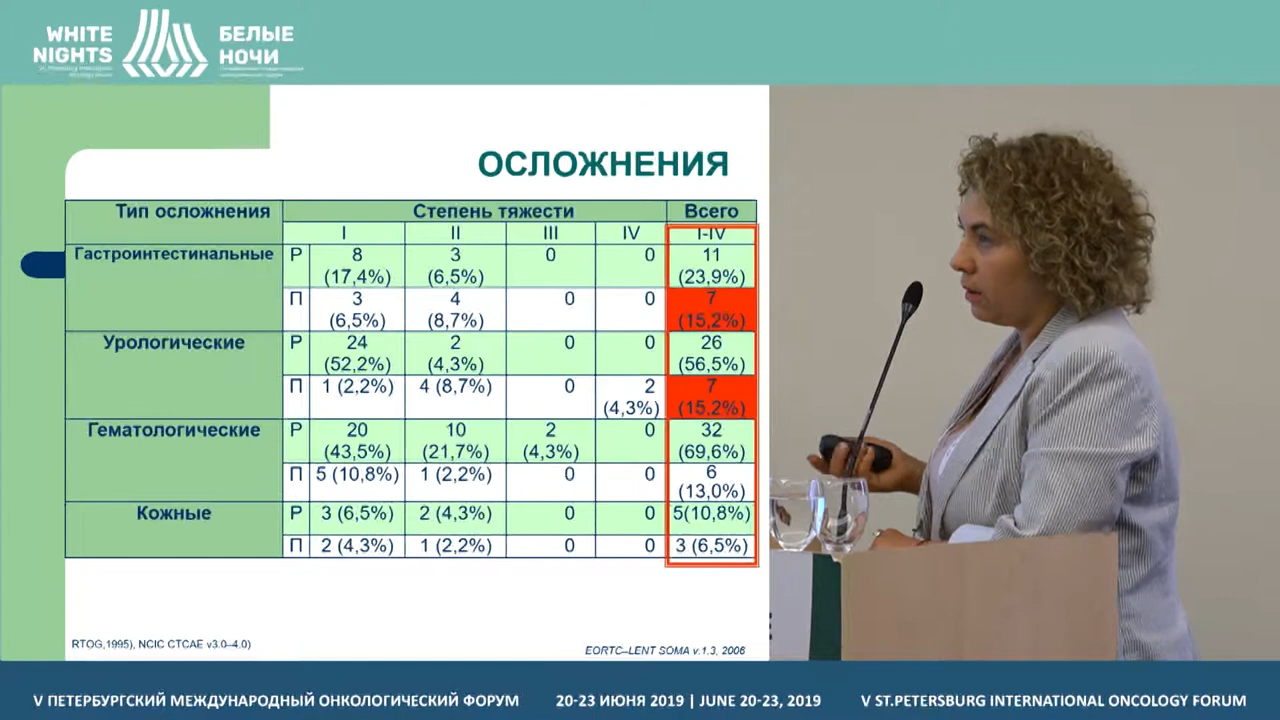 WHITE
NIGHTS
БЕЛЫЕ
НОЧИ
ОСЛОЖНЕНИЯ
Тип осложнения Степень тяжести Всего
I II III IV I-IV
Гастроинтестинальные Р 8 3 0 0 11
(17,4%) (6,5%) (23,9%)
П 3 4 0 0 7
(6,5%) (8,7%) (15,2%)
Урологические Р 24 2 0 0 26
(52,2%) (4,3%) (56,5%)
П 1 (2,2%) 4 (8,7%) 0 2 7
(4,3%) (15,2%)
Гематологические Р 20 10 2 0 32
(43,5%) (21,7%) (4,3%) (69,6%)
П 5 (10,8%) 1 (2,2%) 0 0 6
(13,0%)
Кожные Р 3 (6,5%) 2 (4,3%) 0 0 5(10,8%)
П 2 (4,3%) 1 (2,2%) 0 0 3 (6,5%)
RTOG,1995), NCIC CTCAE v3.0–4.0)
EORTC–LENT SOMA v.1.3, 2006
V ПЕТЕРБУРГСКИЙ МЕЖДУНАРОДНЫЙ ОНКОЛОГИЧЕСКИЙ ФОРУМ 20-23 ИЮНЯ 2019 | JUNE 20-23, 2019 V ST.PETERSBURG INTERNATIONAL ONCOLOGY FORUM